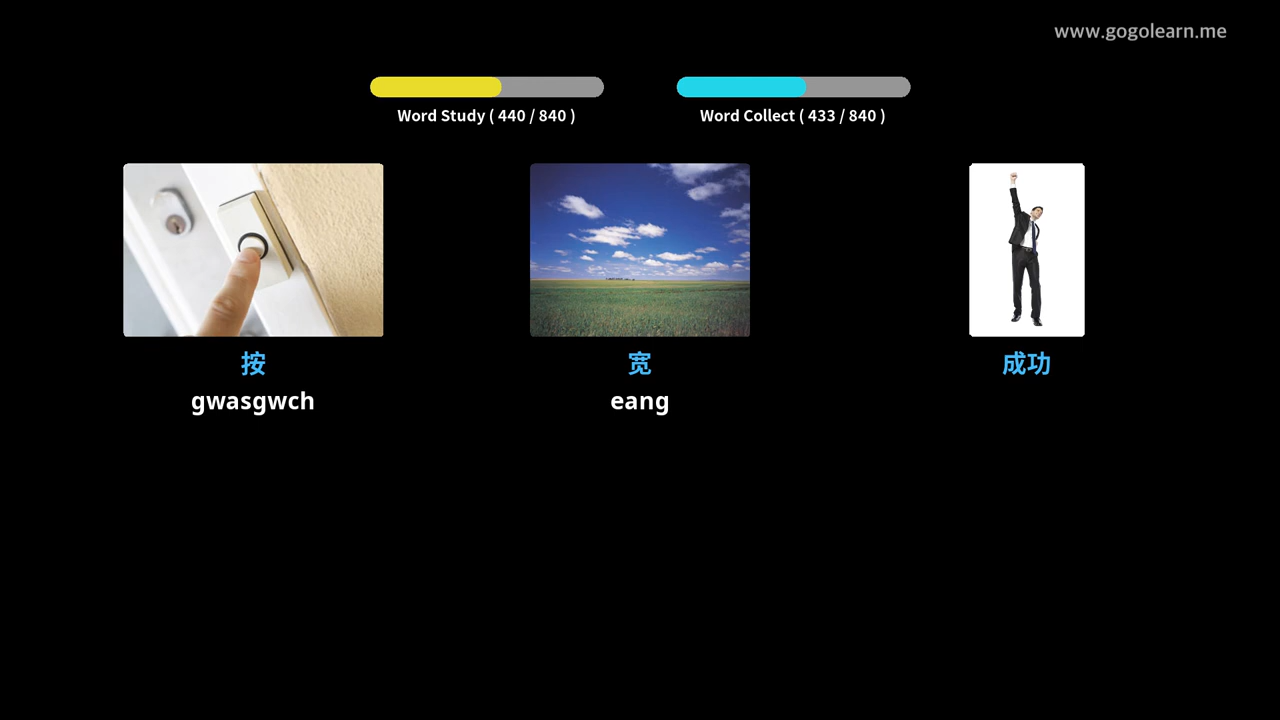 www.gogolearn.me
Word Study ( 440 / 840 )
Word Collect ( 433 / 840 )
按
宽
成功
gwasgwch
eang